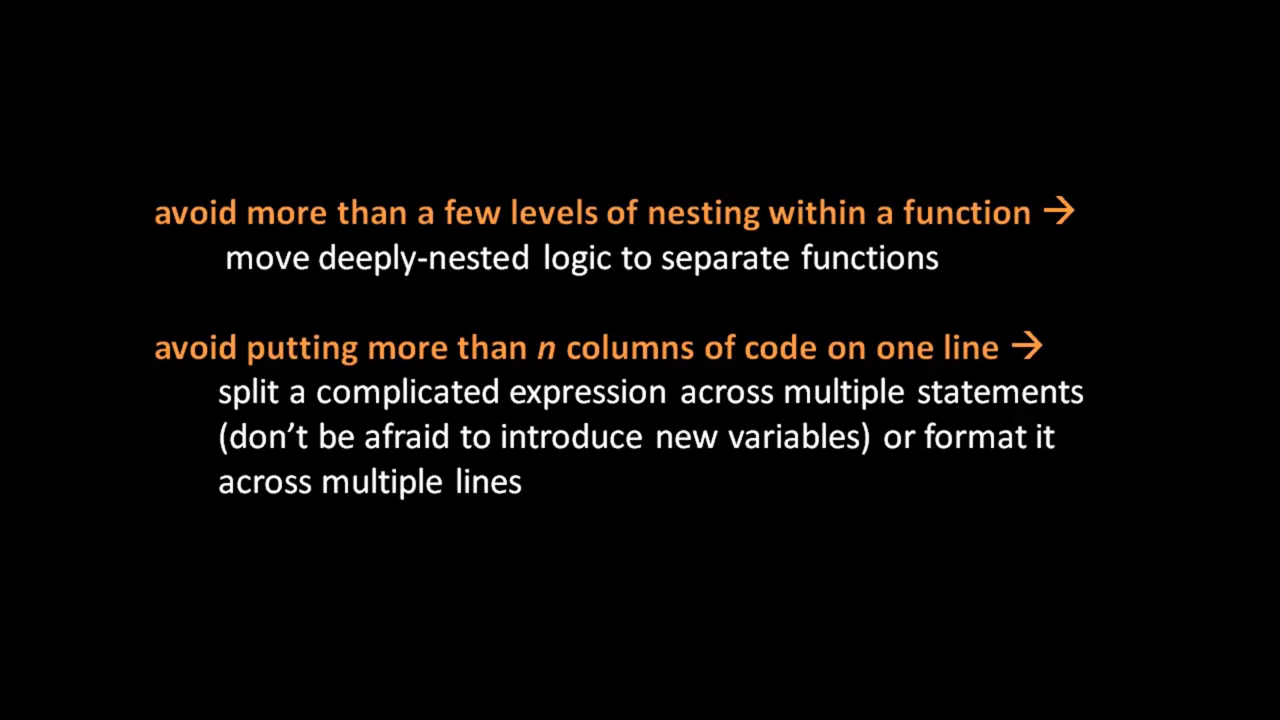 avoid more than a few levels of nesting within a function →
move deeply-nested logic to separate functions
avoid putting more than n columns of code on one line →
split a complicated expression across multiple statements
(don’t be afraid to introduce new variables) or format it
across multiple lines